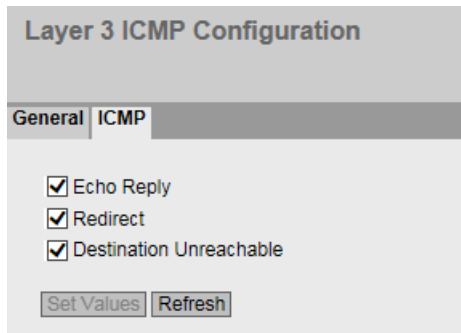 Layer 3 ICMP Configuration
General ICMP
Echo Reply
Redirect
Destination Unreachable
Set Values Refresh